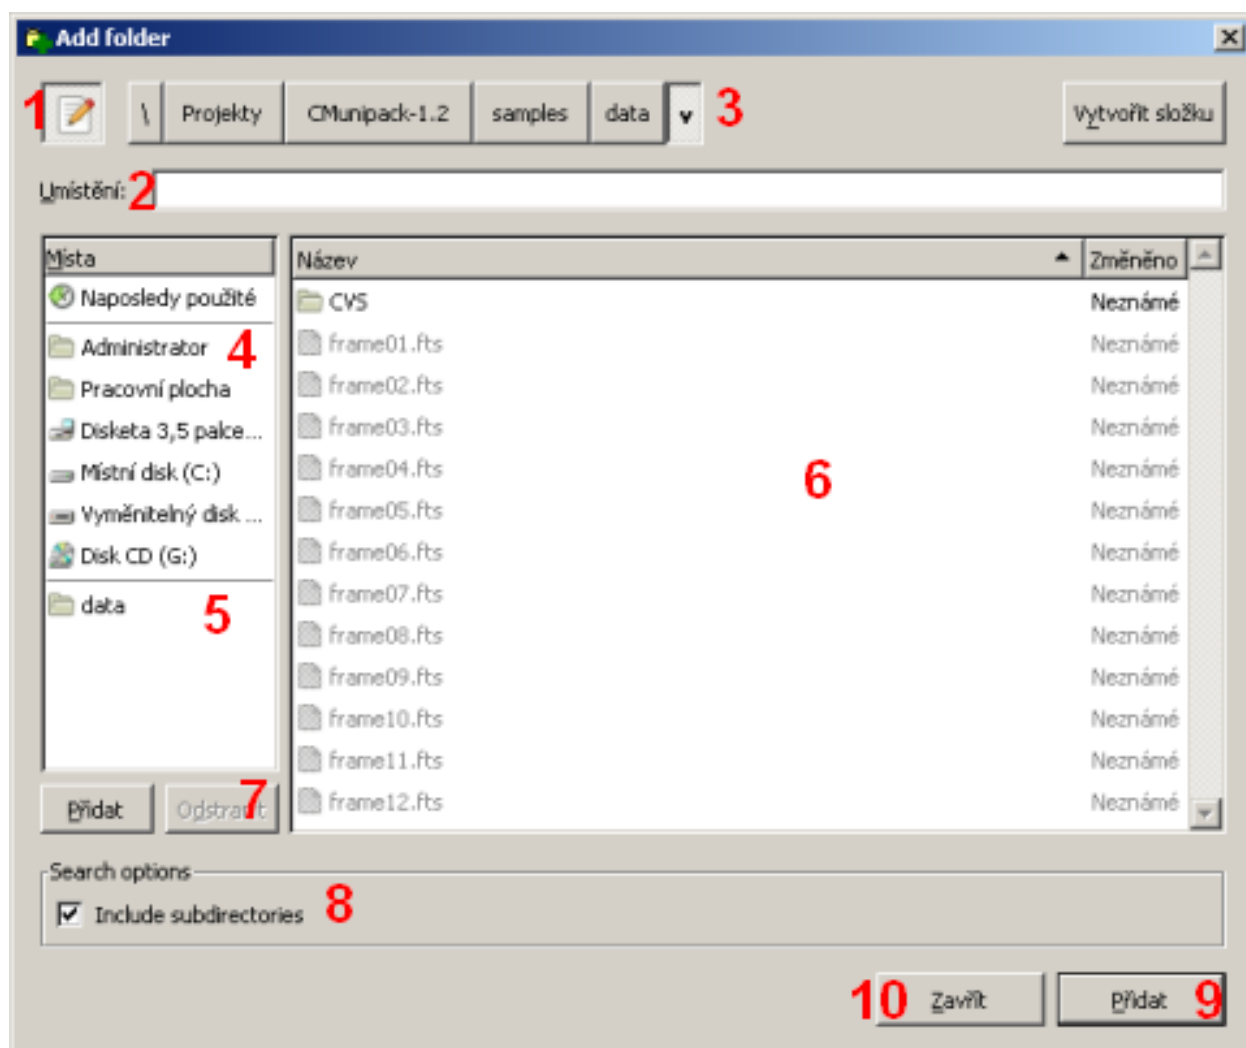 Add folder
1 \ Projekty CMunipack-1.2 samples data v 3 Vytvořit složku
Umístění: 2
Místa
Naposledy použité
Administrator 4
Pracovní plocha
Disketa 3,5 palce...
Místní disk (C:)
Vyměnitelný disk ...
Disk CD (G:)
data 5
Přidat Odstranit 7
Název Změněno
CVS Neznámé
frame01.fts Neznámé
frame02.fts Neznámé
frame03.fts Neznámé
frame04.fts Neznámé
6
frame05.fts Neznámé
frame06.fts Neznámé
frame07.fts Neznámé
frame08.fts Neznámé
frame09.fts Neznámé
frame10.fts Neznámé
frame11.fts Neznámé
frame12.fts Neznámé
Search options
Include subdirectories 8
10 Zavřít Přidat 9